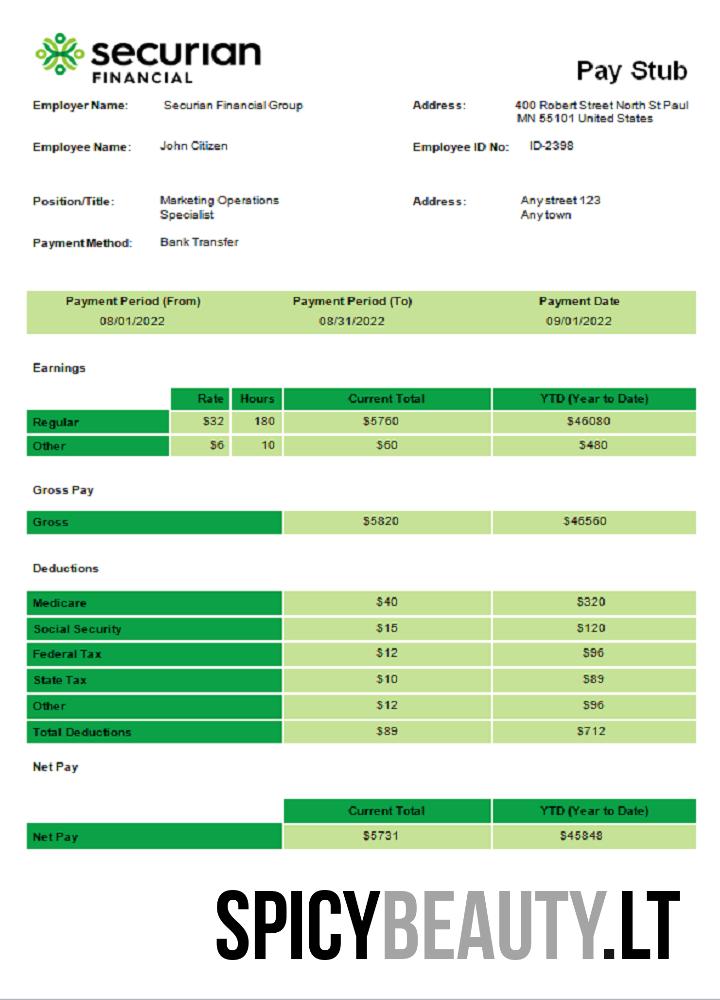 securian
FINANCIAL
Pay Stub
Employer Name: Securian Financial Group Address: 400 Robert Street North St Paul
MN 55101 United States
Employee Name: John Citizen Employee ID No: ID-2398
Position/Title: Marketing Operations Address: Any street 123
Specialist Any town
Payment Method: Bank Transfer
Payment Period (From) Payment Period (To) Payment Date
08/01/2022 08/31/2022 09/01/2022
Earnings
Rate Hours Current Total YTD (Year to Date)
Regular $32 180 $5760 $46080
Other $6 10 $60 $480
Gross Pay
Gross $5820 $46560
Deductions
Medicare $40 $320
Social Security $15 $120
Federal Tax $12 $96
State Tax $10 $89
Other $12 $96
Total Deductions $89 $712
Net Pay
Current Total YTD (Year to Date)
Net Pay $5731 $45848
SPICYBEAUTY.LT